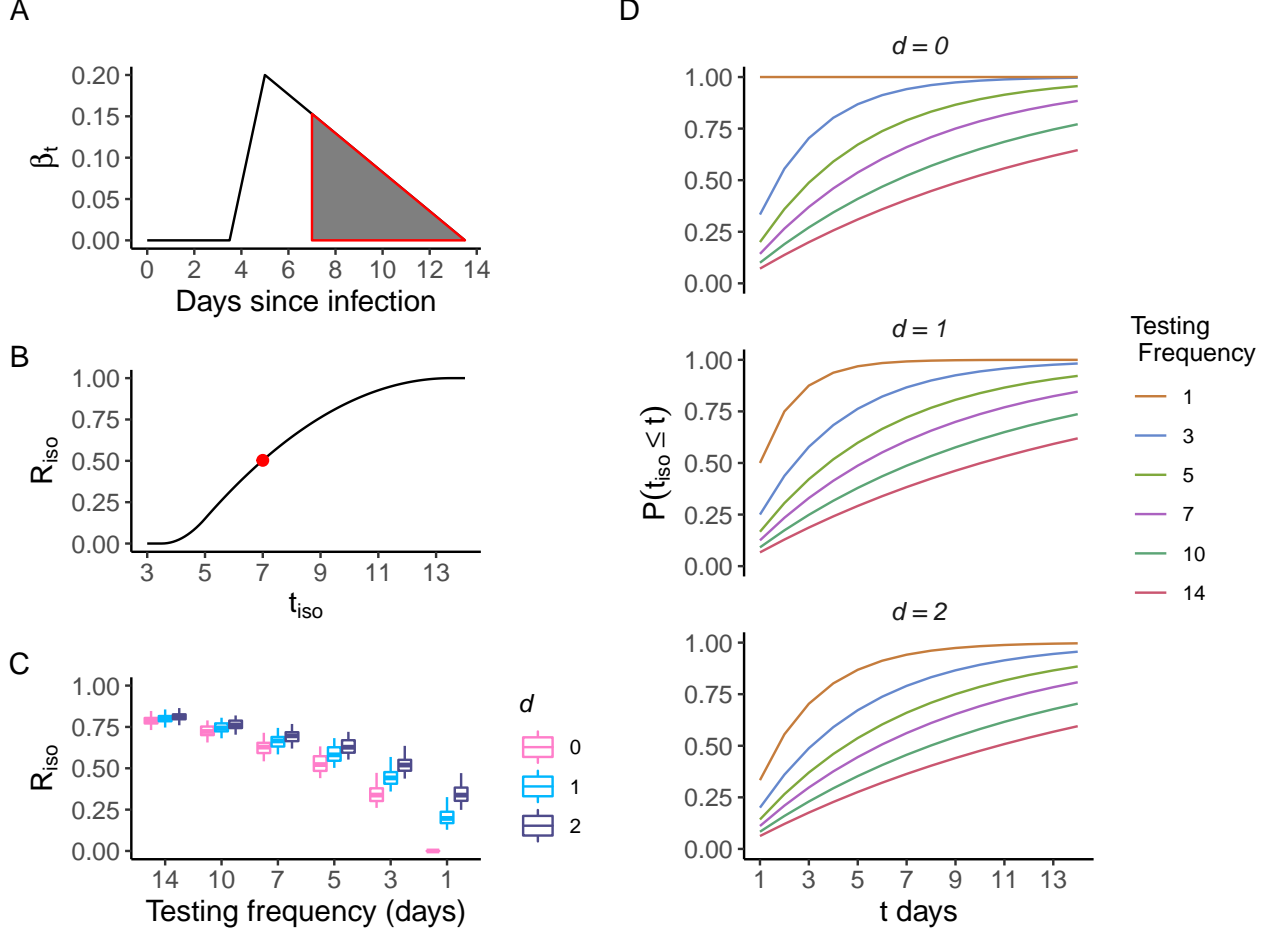 A
0.20
0.15
0.10
0.05
0.00
βt
0 2 4 6 8 10 12 14
Days since infection
B
1.00
0.75
0.50
0.25
0.00
Riso
3 5 7 9 11 13
tiso
C
1.00
0.75
0.50
0.25
0.00
Riso
14 10 7 5 3 1
Testing frequency (days)
d
0
1
2
D
d = 0
1.00
0.75
0.50
0.25
0.00
d = 1
1.00
0.75
0.50
0.25
0.00
P(tiso ≤ t)
d = 2
1.00
0.75
0.50
0.25
0.00
1 3 5 7 9 11 13
t days
Testing
Frequency
1
3
5
7
10
14